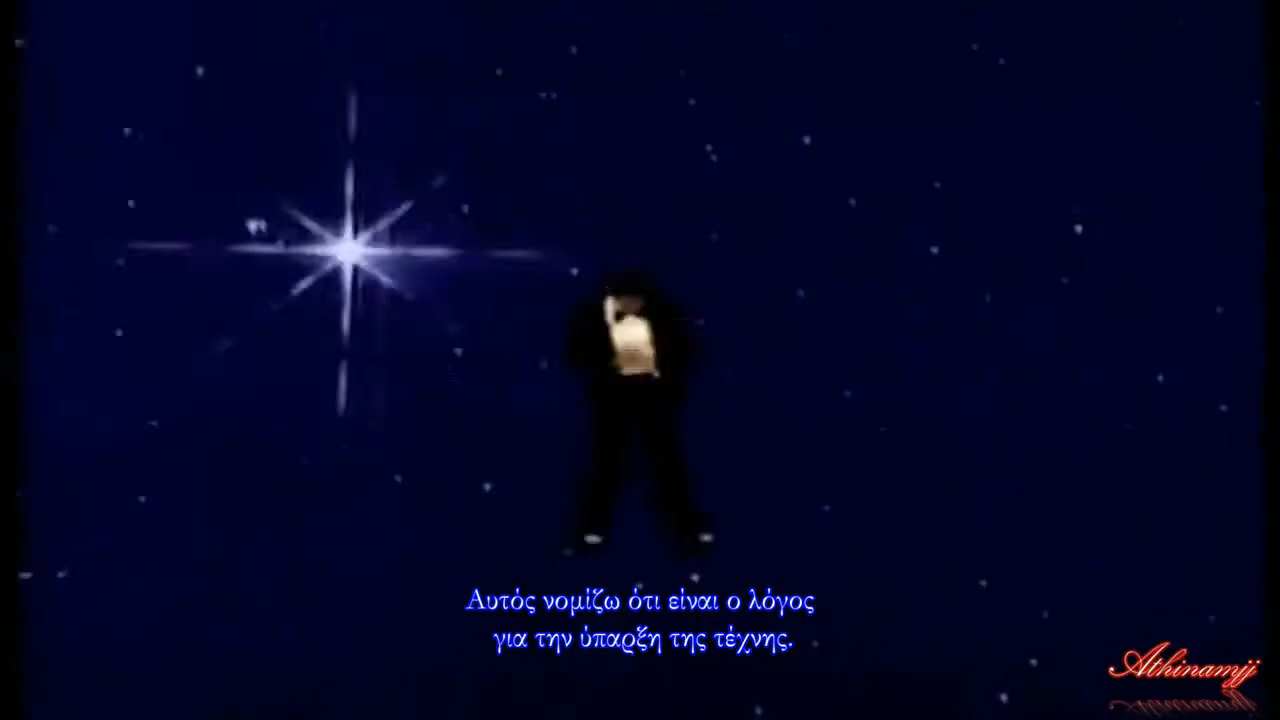 Αυτός νομίζω ότι είναι ο λόγος
για την ύπαρξη της τέχνης.
Athinamjj